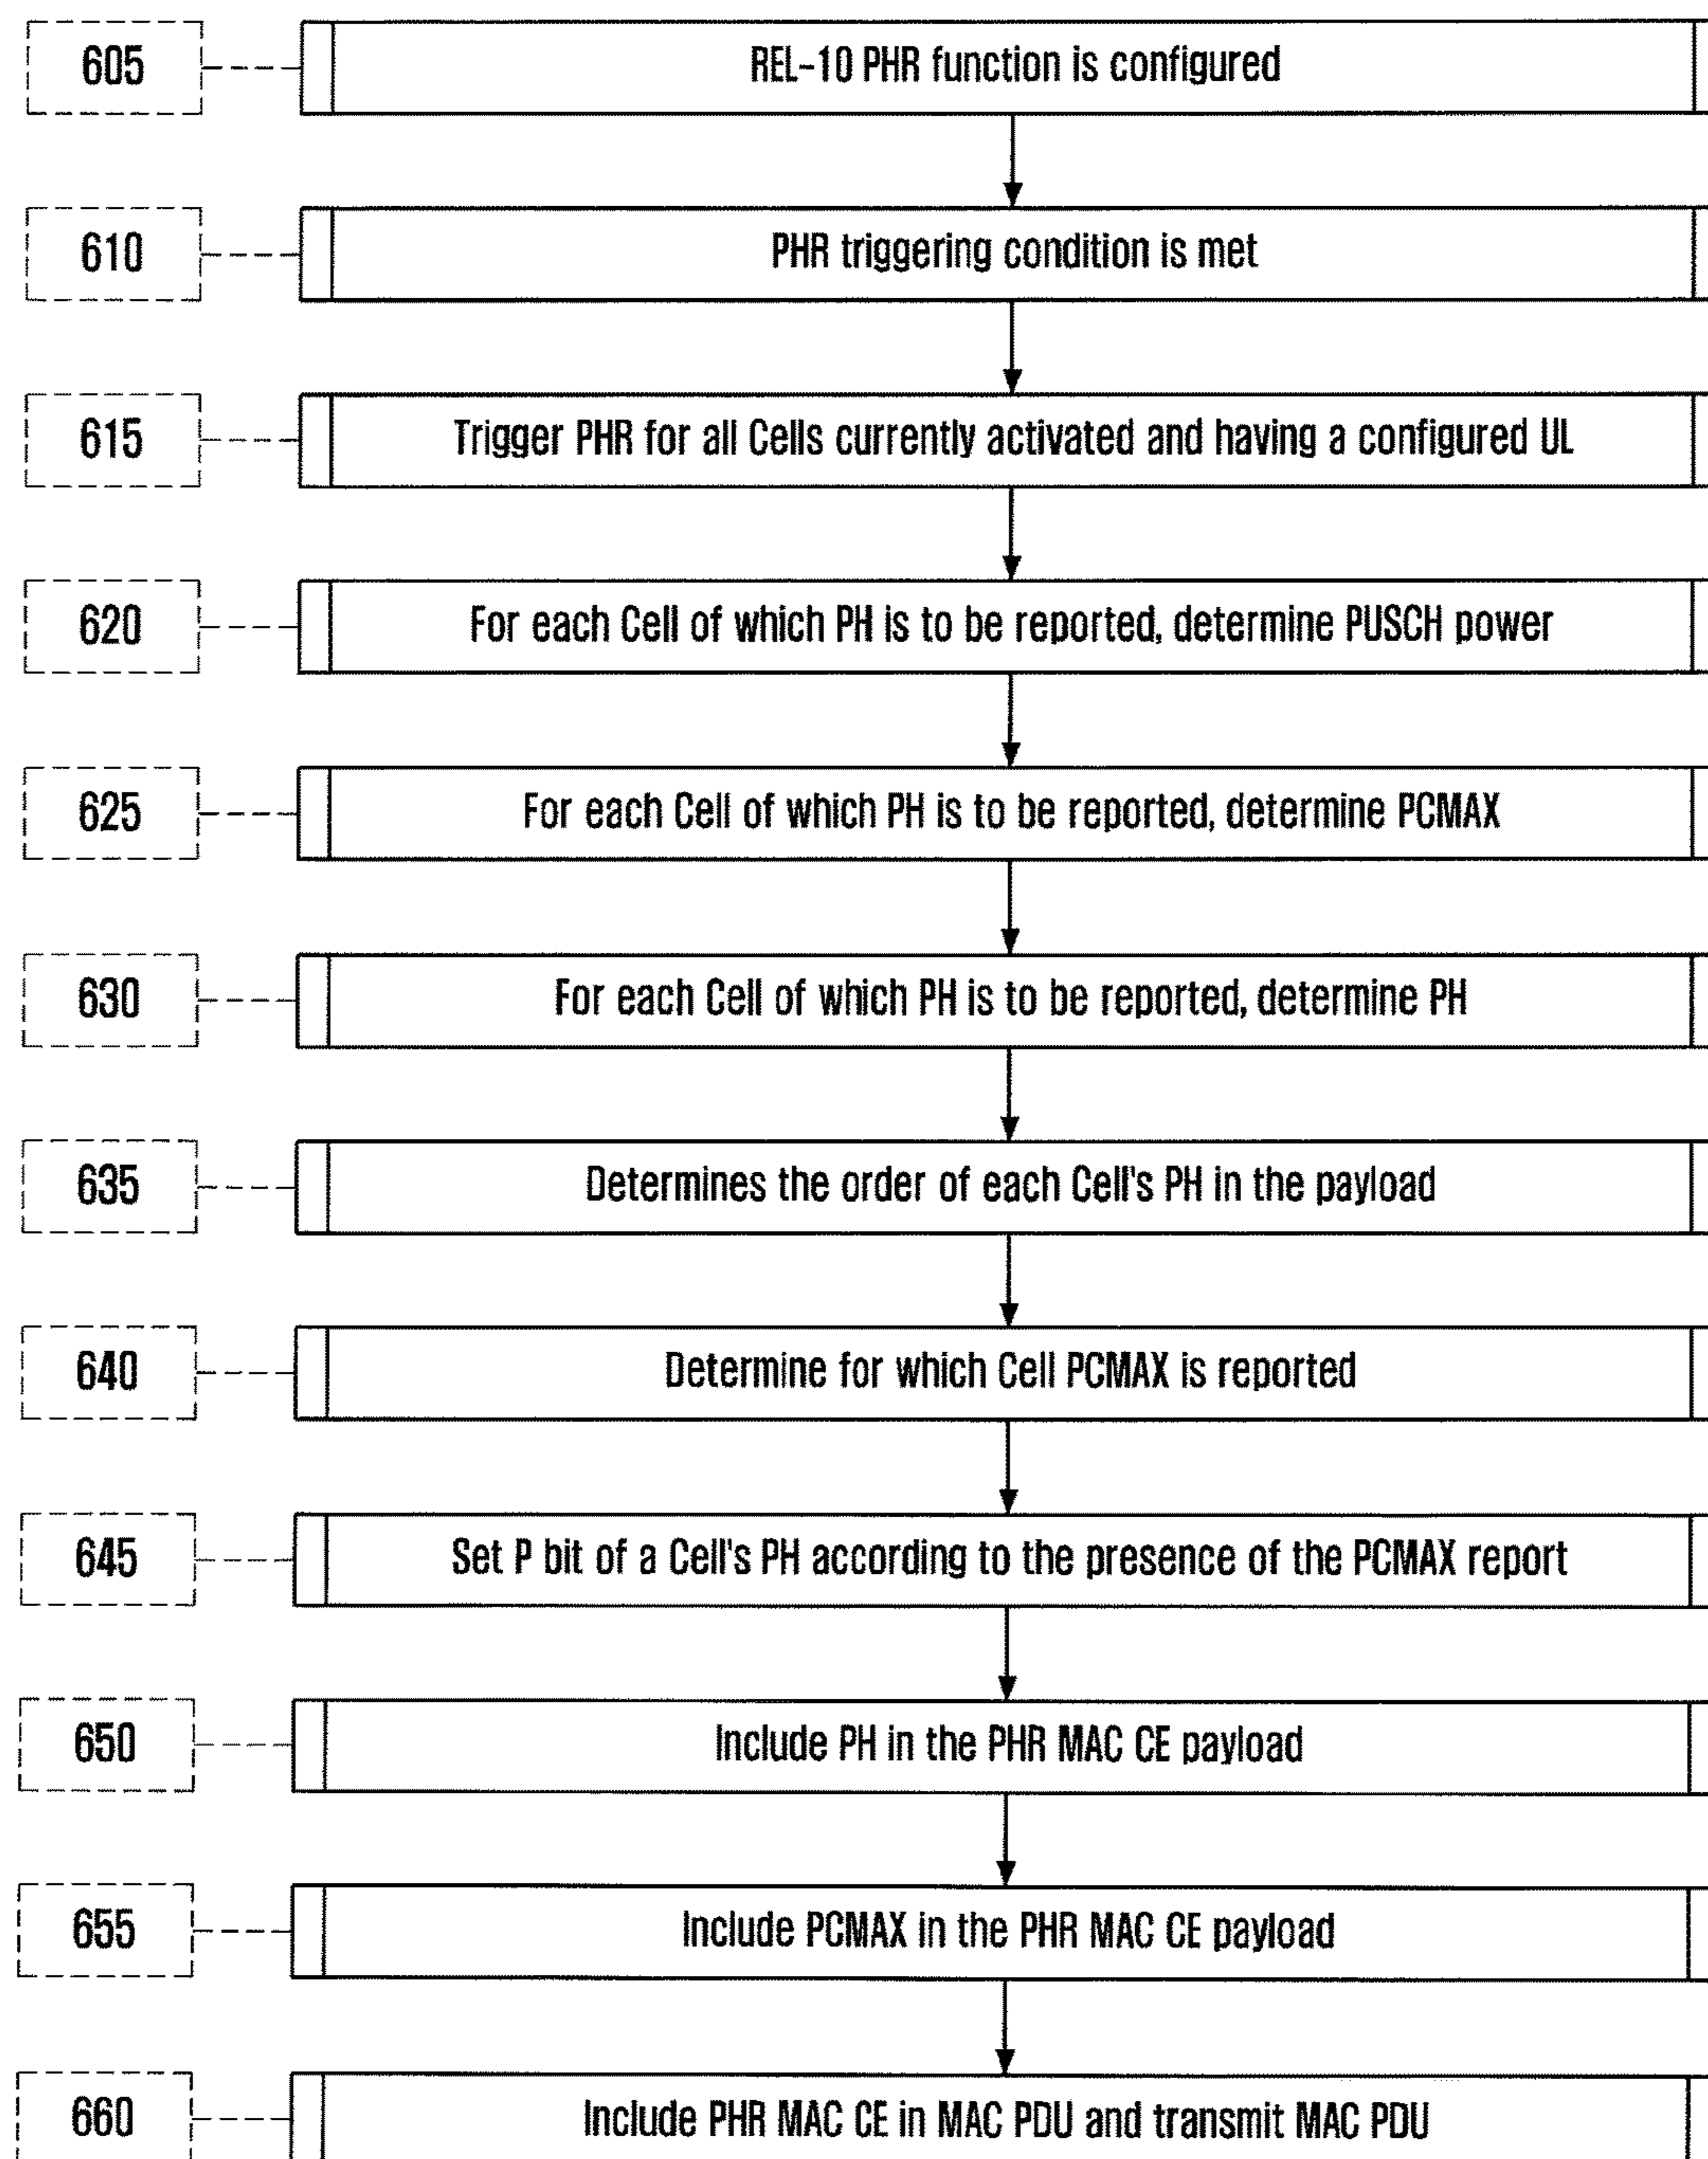 605
REL-10 PHR function is configured
610
PHR triggering condition is met
615
Trigger PHR for all Cells currently activated and having a configured UL
620
For each Cell of which PH is to be reported, determine PUSCH power
625
For each Cell of which PH is to be reported, determine PCMAX
630
For each Cell of which PH is to be reported, determine PH
635
Determines the order of each Cell's PH in the payload
640
Determine for which Cell PCMAX is reported
645
Set P bit of a Cell's PH according to the presence of the PCMAX report
650
Include PH in the PHR MAC CE payload
655
Include PCMAX in the PHR MAC CE payload
660
Include PHR MAC CE in MAC PDU and transmit MAC PDU